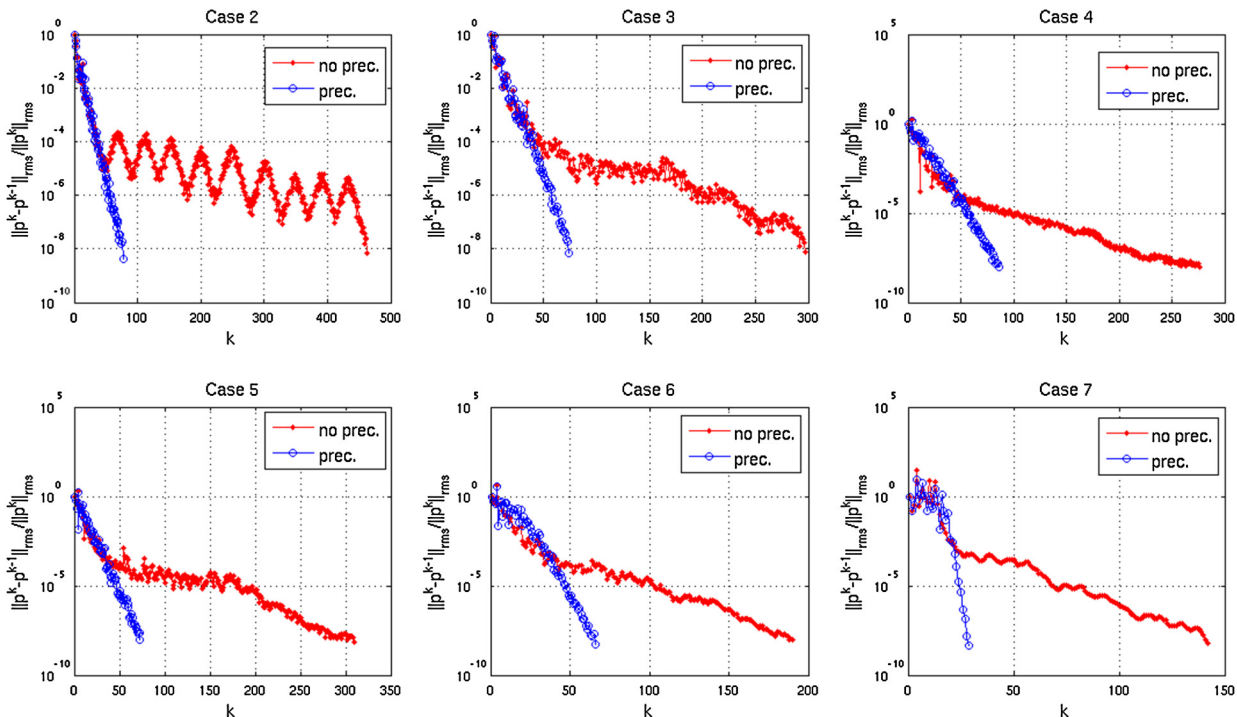 Case 2
10^0
10^-2
10^-4
10^-6
10^-8
10^-10
||p^k-p^k-1||_rms/||p^k||_rms
no prec.
prec.
0 100 200 300 400 500
k
Case 3
10^0
10^-2
10^-4
10^-6
10^-8
10^-10
||p^k-p^k-1||_rms/||p^k||_rms
no prec.
prec.
0 50 100 150 200 250 300
k
Case 4
10^5
10^0
10^-5
10^-10
||p^k-p^k-1||_rms/||p^k||_rms
no prec.
prec.
0 50 100 150 200 250 300
k
Case 5
10^5
10^0
10^-5
10^-10
||p^k-p^k-1||_rms/||p^k||_rms
no prec.
prec.
0 50 100 150 200 250 300 350
k
Case 6
10^5
10^0
10^-5
10^-10
||p^k-p^k-1||_rms/||p^k||_rms
no prec.
prec.
0 50 100 150 200
k
Case 7
10^5
10^0
10^-5
10^-10
||p^k-p^k-1||_rms/||p^k||_rms
no prec.
prec.
0 50 100 150
k